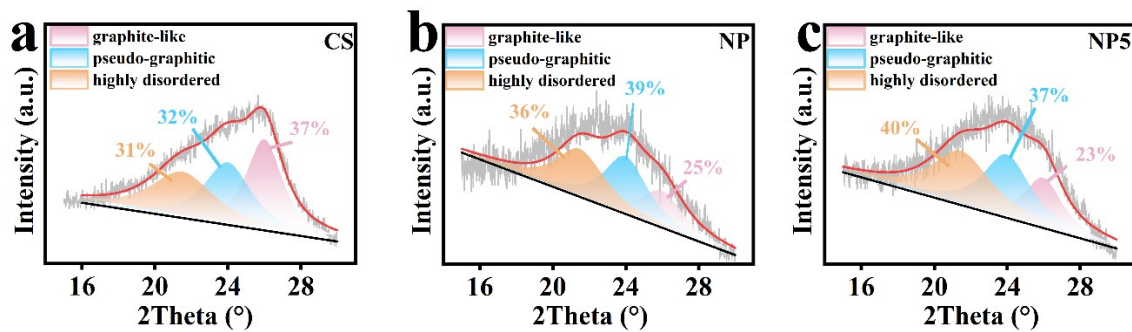 a
graphite-like
CS
pseudo-graphitic
highly disordered
31%
32%
37%
Intensity (a.u.)
16 20 24 28
2Theta (°)
b
graphite-like
NP
pseudo-graphitic
highly disordered
36%
39%
25%
Intensity (a.u.)
16 20 24 28
2Theta (°)
c
graphite-like
NP5
pseudo-graphitic
highly disordered
40%
37%
23%
Intensity (a.u.)
16 20 24 28
2Theta (°)